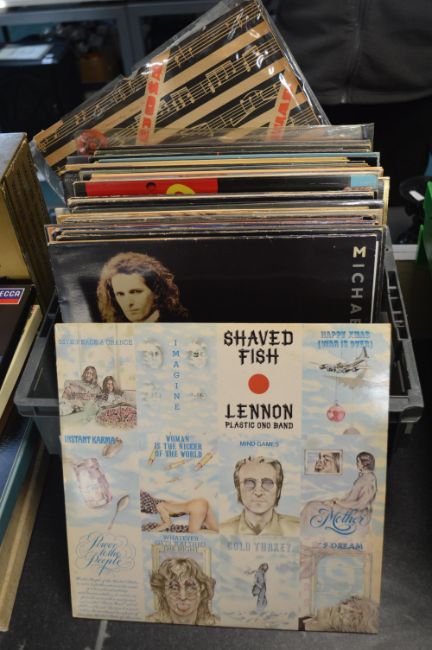 DECCA
MICHAE
SHAVED
FISH
LENNON
PLASTIC ONO BAND
GIVE PEACE A CHANCE
IMAGINE
HAPPY XMAS
(WAR IS OVER)
INSTANT KARMA
WOMAN
IS THE NIGGER
OF THE WORLD
MIND GAMES
Mother
Power
to the
People
WHATEVER
GETS YOU THRU
THE NIGHT
COLD TURKEY
DREAM